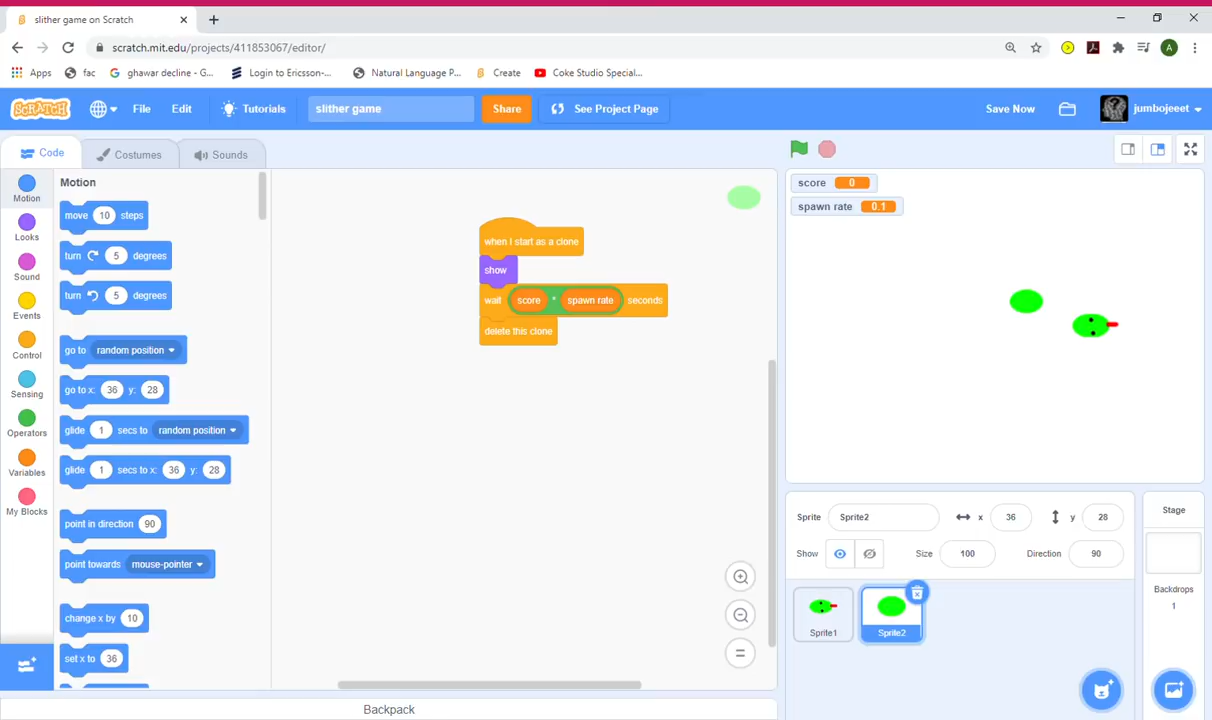 slither game on Scratch
scratch.mit.edu/projects/411853067/editor/
A
Apps
fac
ghawar decline - G...
Login to Ericsson-...
Natural Language P...
Create
Coke Studio Special...
SCRATCH
File
Edit
Tutorials
slither game
Share
See Project Page
Save Now
jumbojeeet
Code
Costumes
Sounds
Motion
Looks
Sound
Events
Control
Sensing
Operators
Variables
My Blocks
Motion
move 10 steps
turn 5 degrees
turn 5 degrees
go to random position
go to x: 36 y: 28
glide 1 secs to random position
glide 1 secs to x: 36 y: 28
point in direction 90
point towards mouse-pointer
change x by 10
set x to 36
when I start as a clone
show
wait score * spawn rate seconds
delete this clone
score 0
spawn rate 0.1
Sprite Sprite2 x 36 y 28
Show Size 100 Direction 90
Sprite1
Sprite2
Stage
Backdrops
1
Backpack